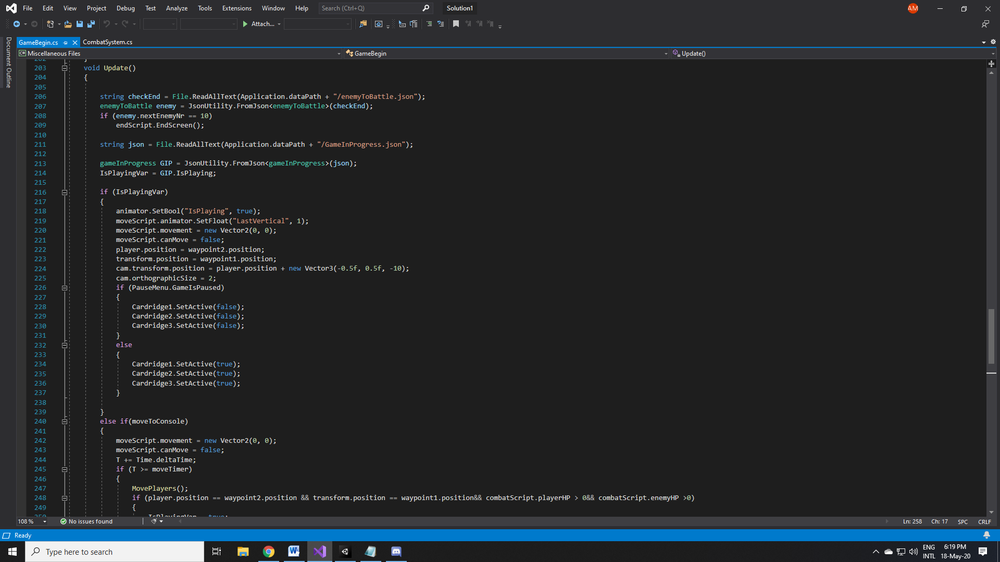 File Edit View Project Debug Test Analyze Tools Extensions Window Help Search (Ctrl+Q) Solution1 AM
Attach...
Document Outline
GameBegin.cs CombatSystem.cs
C# Miscellaneous Files GameBegin Update()
202 }
203 void Update()
204 {
205
206 string checkEnd = File.ReadAllText(Application.dataPath + "/enemyToBattle.json");
207 enemyToBattle enemy = JsonUtility.FromJson<enemyToBattle>(checkEnd);
208 if (enemy.nextEnemyNr == 10)
209 endScript.EndScreen();
210
211 string json = File.ReadAllText(Application.dataPath + "/GameInProgress.json");
212
213 gameInProgress GIP = JsonUtility.FromJson<gameInProgress>(json);
214 IsPlayingVar = GIP.IsPlaying;
215
216 if (IsPlayingVar)
217 {
218 animator.SetBool("IsPlaying", true);
219 moveScript.animator.SetFloat("LastVertical", 1);
220 moveScript.movement = new Vector2(0, 0);
221 moveScript.canMove = false;
222 player.position = waypoint2.position;
223 transform.position = waypoint1.position;
224 cam.transform.position = player.position + new Vector3(-0.5f, 0.5f, -10);
225 cam.orthographicSize = 2;
226 if (PauseMenu.GameIsPaused)
227 {
228 Cardridge1.SetActive(false);
229 Cardridge2.SetActive(false);
230 Cardridge3.SetActive(false);
231 }
232 else
233 {
234 Cardridge1.SetActive(true);
235 Cardridge2.SetActive(true);
236 Cardridge3.SetActive(true);
237 }
238
239 }
240 else if(moveToConsole)
241 {
242 moveScript.movement = new Vector2(0, 0);
243 moveScript.canMove = false;
244 T += Time.deltaTime;
245 if (T >= moveTimer)
246 {
247 MovePlayers();
248 if (player.position == waypoint2.position && transform.position == waypoint1.position&& combatScript.playerHP > 0&& combatScript.enemyHP >0)
249 {
250 IsPlayingVar = true;
108 % No issues found Ln: 258 Ch: 17 SPC CRLF
Ready
Type here to search ENG INTL 6:19 PM 18-May-20